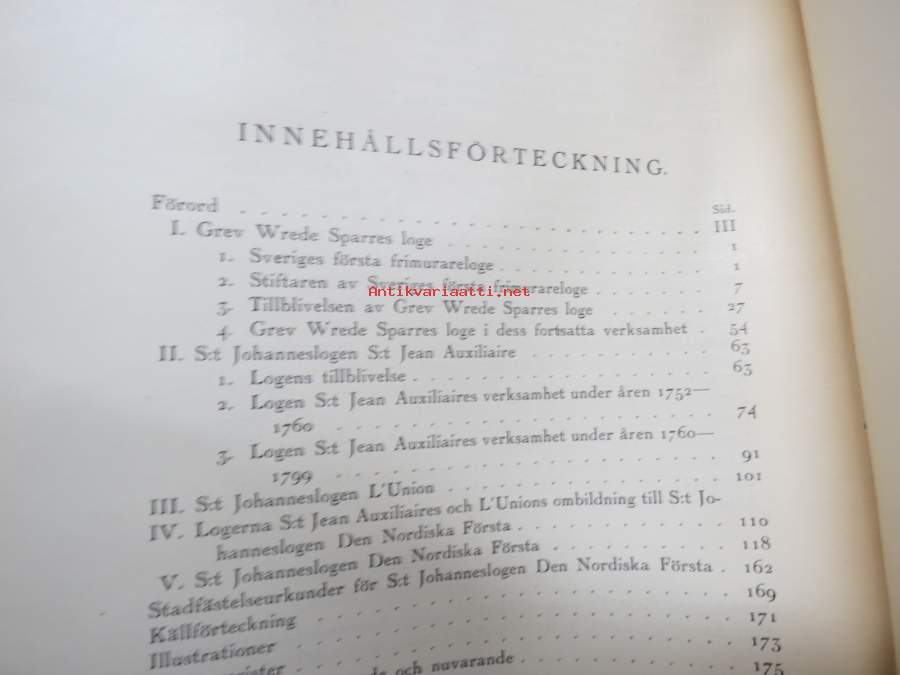 INNEHÅLLSFÖRTECKNING.
Sid.
Förord III
I. Grev Wrede Sparres loge 1
1. Sveriges första frimurareloge 1
2. Stiftaren av Sveriges första frimurareloge 7
Antikvariaatti.net
3. Tillblivelsen av Grev Wrede Sparres loge 27
4. Grev Wrede Sparres loge i dess fortsatta verksamhet 54
II. S:t Johanneslogen S:t Jean Auxiliaire 63
1. Logens tillblivelse 63
2. Logen S:t Jean Auxiliaires verksamhet under åren 1752—
1760 74
3. Logen S:t Jean Auxiliaires verksamhet under åren 1760—
1799 91
III. S:t Johanneslogen L'Union 101
IV. Logerna S:t Jean Auxiliaires och L'Unions ombildning till S:t Jo-
hanneslogen Den Nordiska Första 110
V. S:t Johanneslogen Den Nordiska Första 118
Stadfästelseurkunder för S:t Johanneslogen Den Nordiska Första 162
Källförteckning 169
Illustrationer 171
173
och nuvarande 175